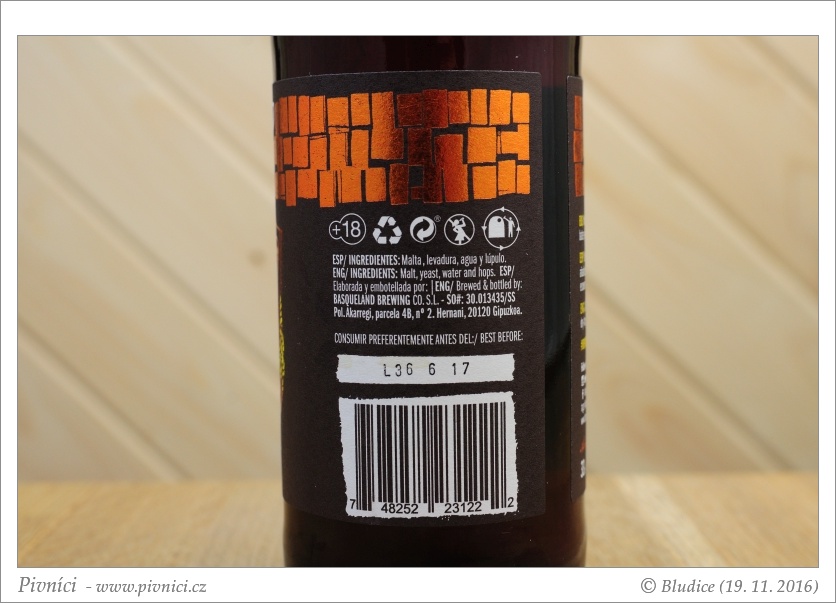 +18
ESP/ INGREDIENTES: Malta, levadura, agua y lúpulo.
ENG/ INGREDIENTS: Malt, yeast, water and hops. ESP/
Elaborada y embotellada por: | ENG/ Brewed & bottled by:
BASQUELAND BREWING CO. S.L. - SO#: 30.013435/SS
Pol. Akarregi, parcela 4B, nº 2. Hernani, 20120 Gipuzkoa.
CONSUMIR PREFERENTEMENTE ANTES DEL:/ BEST BEFORE:
L36 6 17
7 48252 23122 2
Pivníci - www.pivnici.cz
© Bludice (19. 11. 2016)